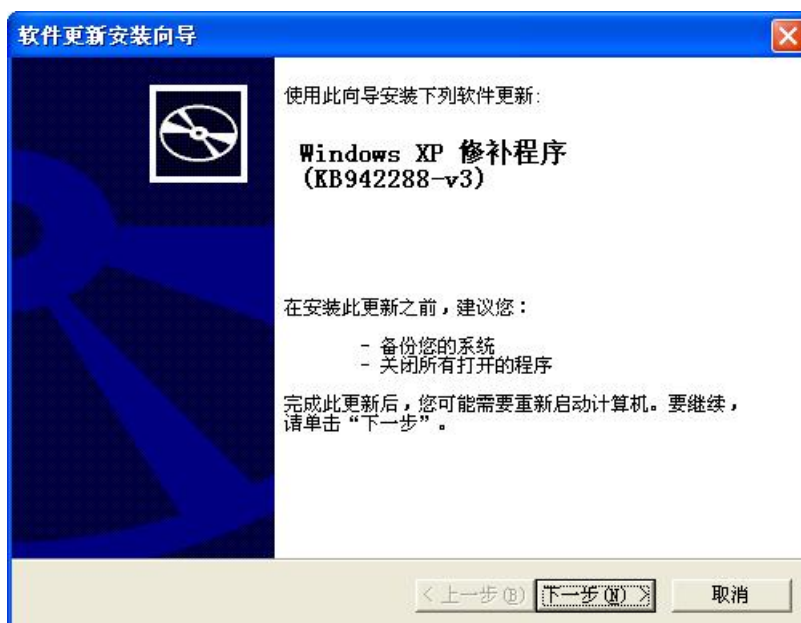 软件更新安装向导
使用此向导安装下列软件更新:
Windows XP 修补程序
(KB942288-v3)
在安装此更新之前，建议您：
- 备份您的系统
- 关闭所有打开的程序
完成此更新后，您可能需要重新启动计算机。要继续，
请单击“下一步”。
< 上一步(B)
下一步(N) >
取消